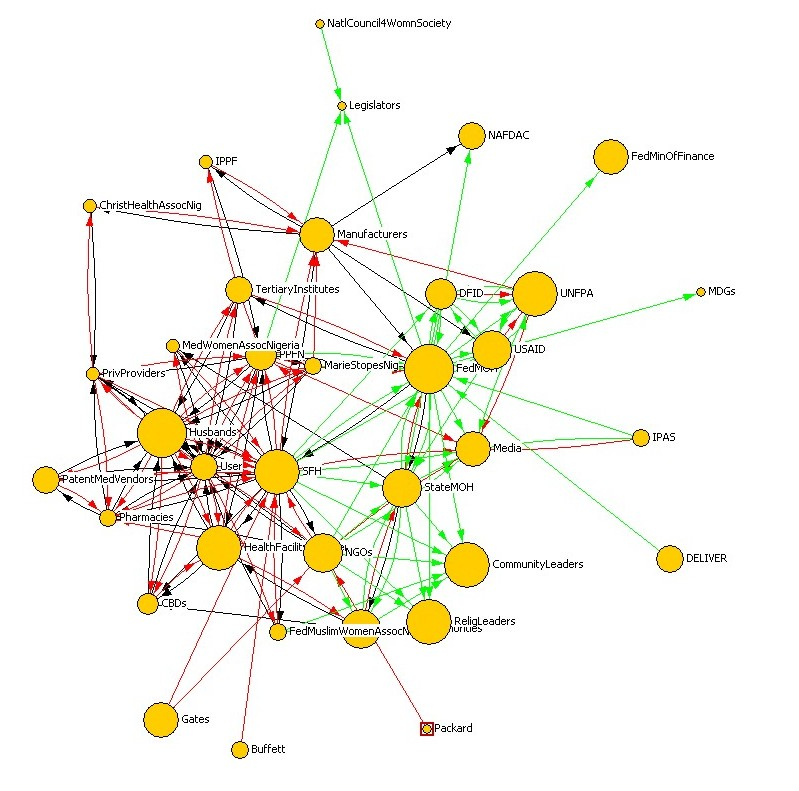 NatlCouncil4WomnSociety
Legislators
NAFDAC
FedMinOfFinance
IPPF
ChristHealthAssocNig
Manufacturers
TertiaryInstitutes
DFID
UNFPA
MDGs
MedWomenAssocNigeria
USAID
PPFN
MarieStopesNig
FedMOH
PrivProviders
Husbands
IPAS
Media
User
SFH
PatentMedVendors
StateMOH
Pharmacies
HealthFacility
NGOs
CommunityLeaders
DELIVER
CBDs
ReligLeaders
FedMuslimWomenAssocN
Gates
Packard
Buffett